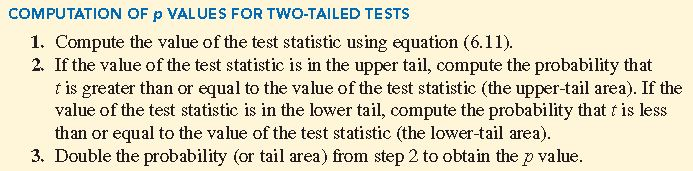 COMPUTATION OF p VALUES FOR TWO-TAILED TESTS
1. Compute the value of the test statistic using equation (6.11).
2. If the value of the test statistic is in the upper tail, compute the probability that
t is greater than or equal to the value of the test statistic (the upper-tail area). If the
value of the test statistic is in the lower tail, compute the probability that t is less
than or equal to the value of the test statistic (the lower-tail area).
3. Double the probability (or tail area) from step 2 to obtain the p value.